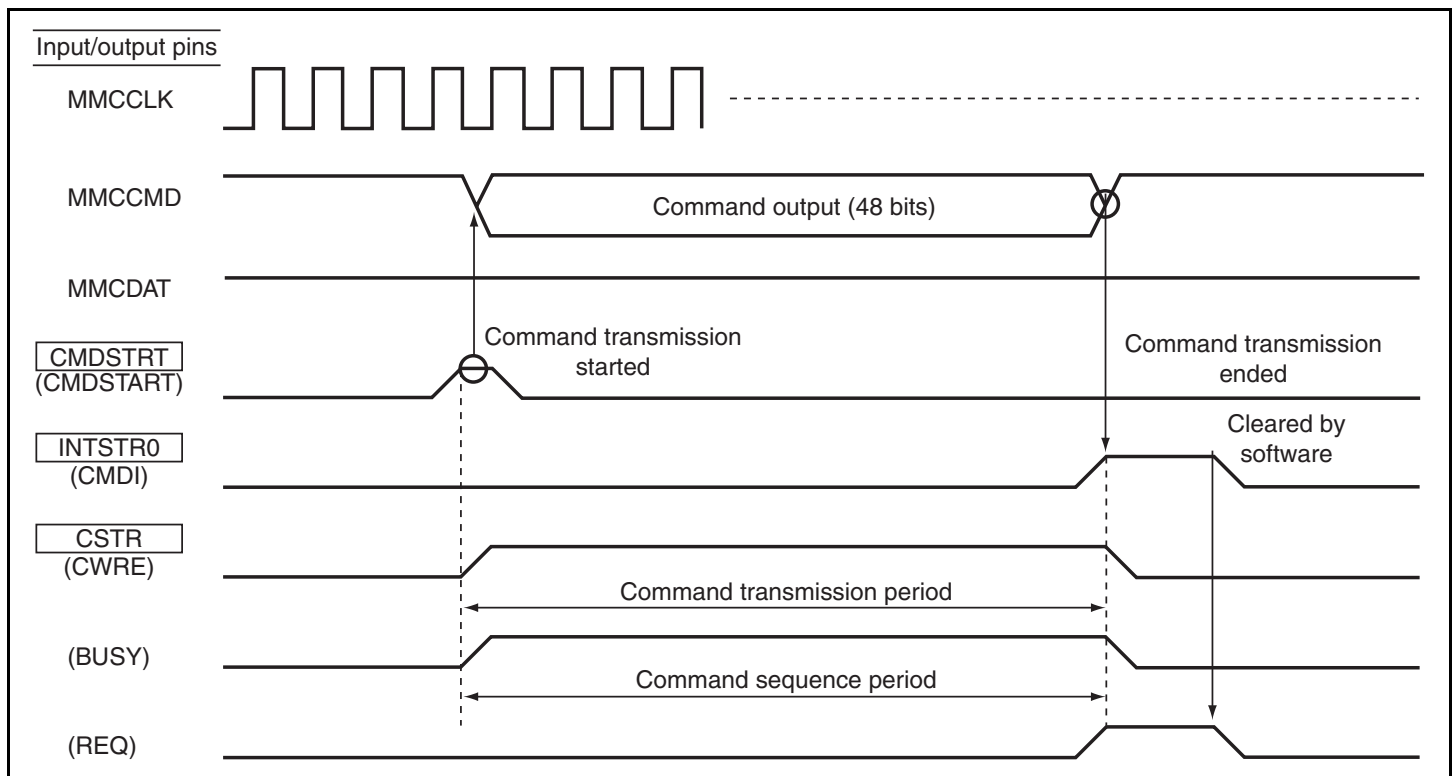 Input/output pins
MMCCLK
MMCCMD
Command output (48 bits)
MMCDAT
CMDSTRT
(CMDSTART)
Command transmission
started
Command transmission
ended
INTSTR0
(CMDI)
Cleared by
software
CSTR
(CWRE)
Command transmission period
(BUSY)
Command sequence period
(REQ)